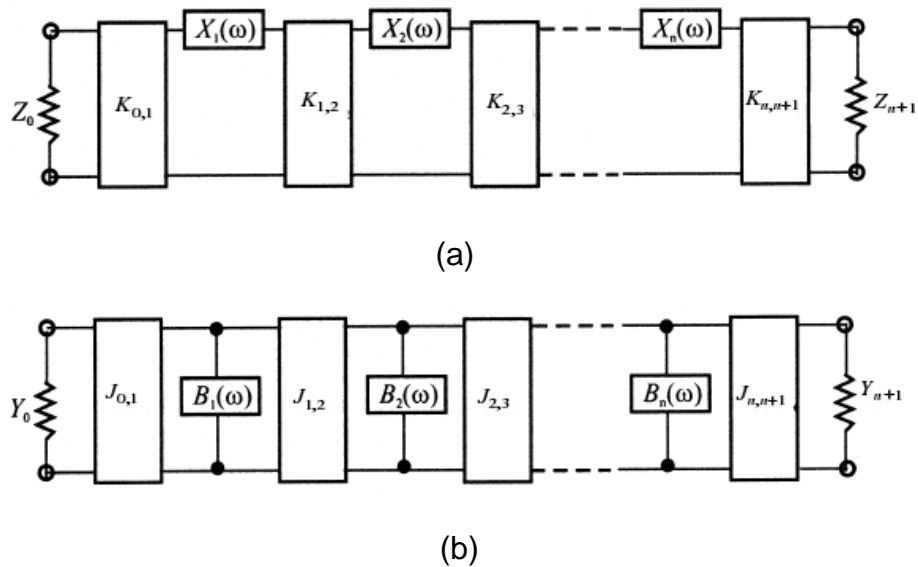 X₁(ω) X₂(ω) Xₙ(ω)
Z₀ K₀,₁ K₁,₂ K₂,₃ Kₙ,ₙ₊₁ Zₙ₊₁
(a)
Y₀ J₀,₁ B₁(ω) J₁,₂ B₂(ω) J₂,₃ Bₙ(ω) Jₙ,ₙ₊₁ Yₙ₊₁
(b)